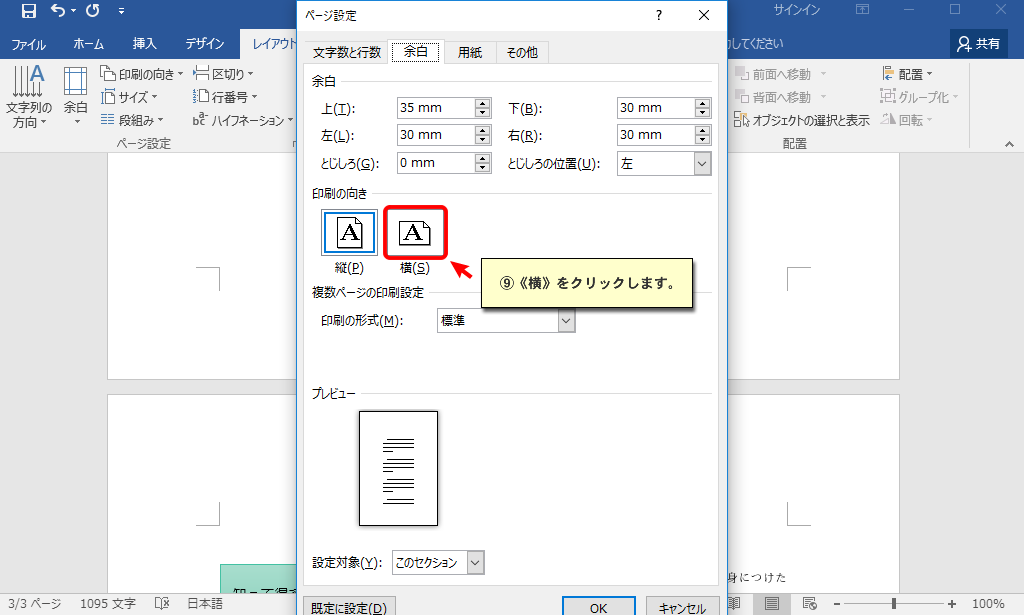 ページ設定
サインイン
ファイル
ホーム
挿入
デザイン
レイアウト
力してください
共有
文字列の方向
余白
印刷の向き
サイズ
段組み
区切り
行番号
ハイフネーション
ページ設定
前面へ移動
背面へ移動
オブジェクトの選択と表示
配置
グループ化
回転
配置
文字数と行数
余白
用紙
その他
余白
上(T):
35 mm
下(B):
30 mm
左(L):
30 mm
右(R):
30 mm
とじしろ(G):
0 mm
とじしろの位置(U):
左
印刷の向き
A
A
縦(P)
横(S)
⑨《横》をクリックします。
複数ページの印刷設定
印刷の形式(M):
標準
プレビュー
設定対象(Y):
このセクション
身につけた
既定に設定(D)
OK
キャンセル
3/3 ページ
1095 文字
日本語
100%